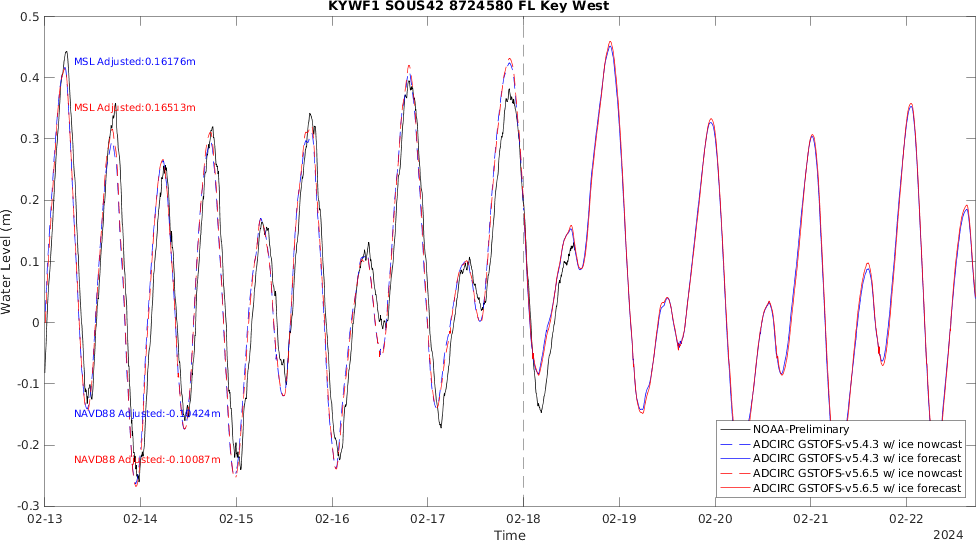 KYWF1 SOUS42 8724580 FL Key West
0.5
0.4
0.3
0.2
0.1
0
-0.1
-0.2
-0.3
Water Level (m)
MSL Adjusted:0.16176m
MSL Adjusted:0.16513m
NAVD88 Adjusted:-0.10424m
NAVD88 Adjusted:-0.10087m
NOAA-Preliminary
ADCIRC GSTOFS-v5.4.3 w/ ice nowcast
ADCIRC GSTOFS-v5.4.3 w/ ice forecast
ADCIRC GSTOFS-v5.6.5 w/ ice nowcast
ADCIRC GSTOFS-v5.6.5 w/ ice forecast
02-13 02-14 02-15 02-16 02-17 02-18 02-19 02-20 02-21 02-22
Time
2024